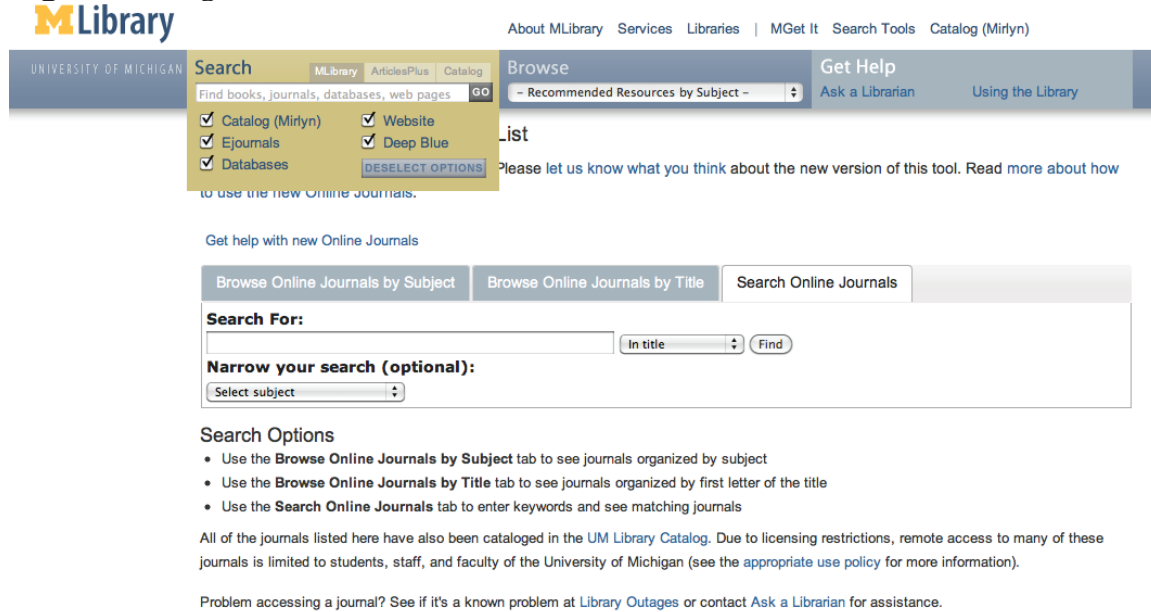 MLibrary
About MLibrary Services Libraries | MGet It Search Tools Catalog (Mirlyn)
UNIVERSITY OF MICHIGAN
Search MLibrary ArticlesPlus Catalog
Find books, journals, databases, web pages GO
Catalog (Mirlyn) Website
Ejournals Deep Blue
Databases DESELECT OPTIONS
Browse
– Recommended Resources by Subject –
Get Help
Ask a Librarian Using the Library
List
Please let us know what you think about the new version of this tool. Read more about how
to use the new Online Journals.
Get help with new Online Journals
Browse Online Journals by Subject Browse Online Journals by Title Search Online Journals
Search For:
In title Find
Narrow your search (optional):
Select subject
Search Options
• Use the Browse Online Journals by Subject tab to see journals organized by subject
• Use the Browse Online Journals by Title tab to see journals organized by first letter of the title
• Use the Search Online Journals tab to enter keywords and see matching journals
All of the journals listed here have also been cataloged in the UM Library Catalog. Due to licensing restrictions, remote access to many of these
journals is limited to students, staff, and faculty of the University of Michigan (see the appropriate use policy for more information).
Problem accessing a journal? See if it's a known problem at Library Outages or contact Ask a Librarian for assistance.